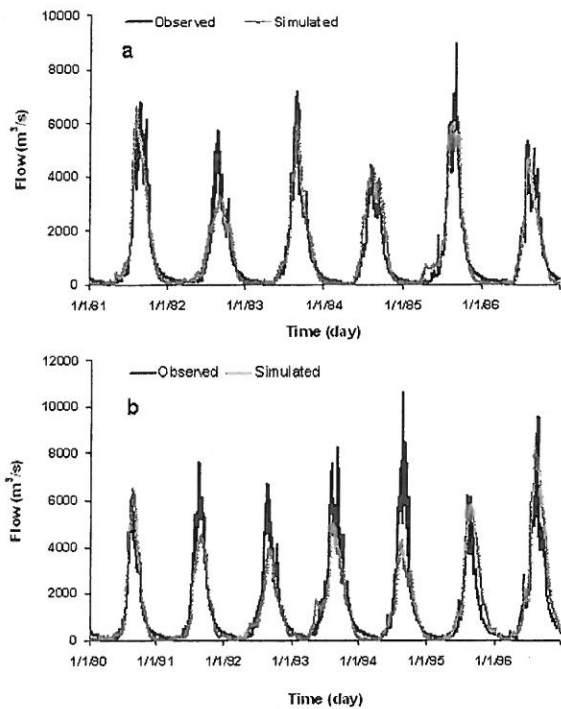 Observed Simulated
a
10000
8000
6000
4000
2000
0
Flow (m³/s)
1/1/81 1/1/82 1/1/83 1/1/84 1/1/85 1/1/86
Time (day)
Observed Simulated
b
12000
10000
8000
6000
4000
2000
0
Flow (m³/s)
1/1/90 1/1/91 1/1/92 1/1/93 1/1/94 1/1/95 1/1/96
Time (day)